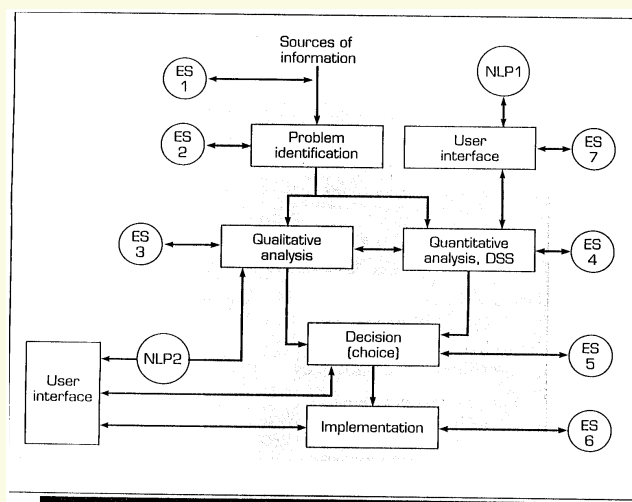 Sources of
information
ES
1
NLP1
ES
2
Problem
identification
User
interface
ES
7
ES
3
Qualitative
analysis
Quantitative
analysis, DSS
ES
4
Decision
(choice)
NLP2
ES
5
User
interface
Implementation
ES
6